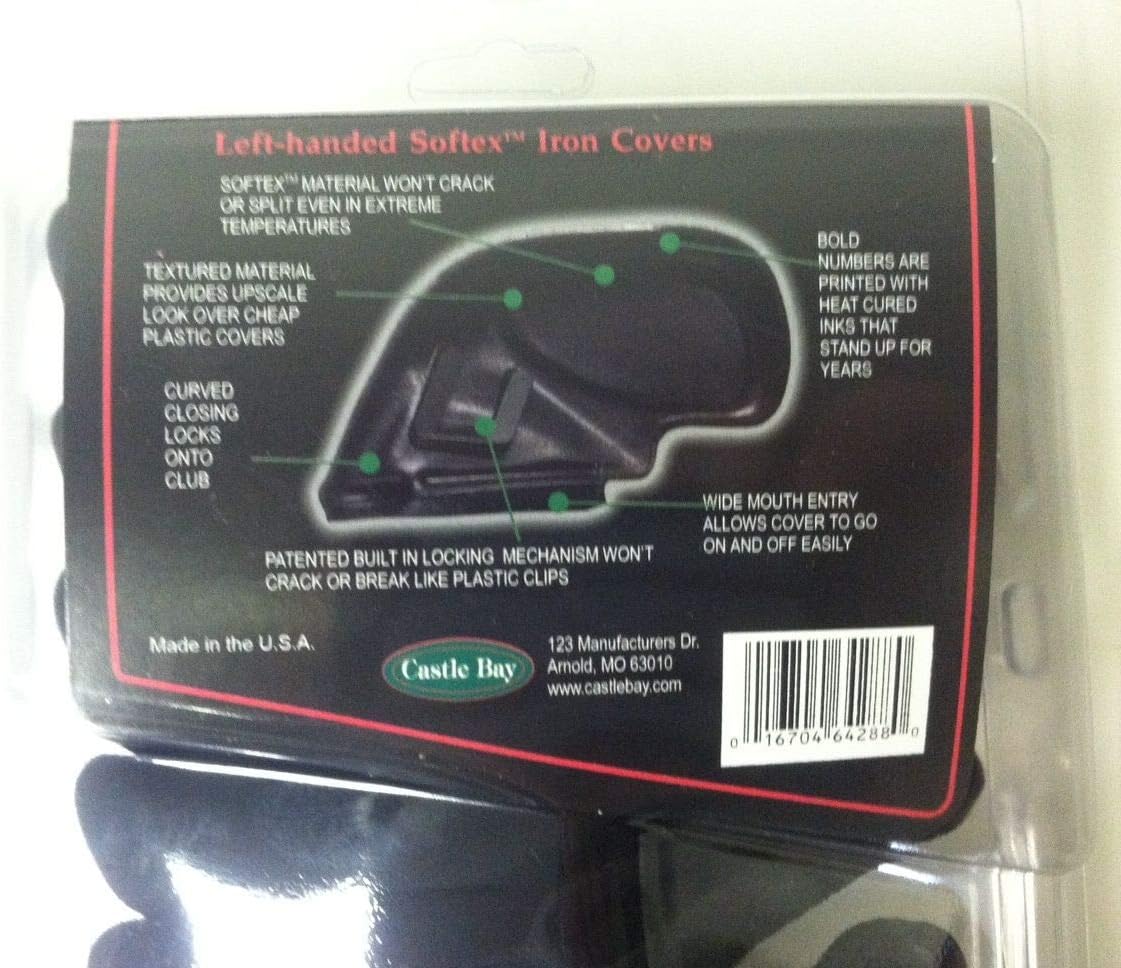 Left-handed Softex™ Iron Covers
SOFTEX™ MATERIAL WON'T CRACK
OR SPLIT EVEN IN EXTREME
TEMPERATURES
TEXTURED MATERIAL
PROVIDES UPSCALE
LOOK OVER CHEAP
PLASTIC COVERS
BOLD
NUMBERS ARE
PRINTED WITH
HEAT CURED
INKS THAT
STAND UP FOR
YEARS
CURVED
CLOSING
LOCKS
ONTO
CLUB
WIDE MOUTH ENTRY
ALLOWS COVER TO GO
ON AND OFF EASILY
PATENTED BUILT IN LOCKING MECHANISM WON'T
CRACK OR BREAK LIKE PLASTIC CLIPS
Made in the U.S.A.
Castle Bay
123 Manufacturers Dr.
Arnold, MO 63010
www.castlebay.com
0 16704 64288 0